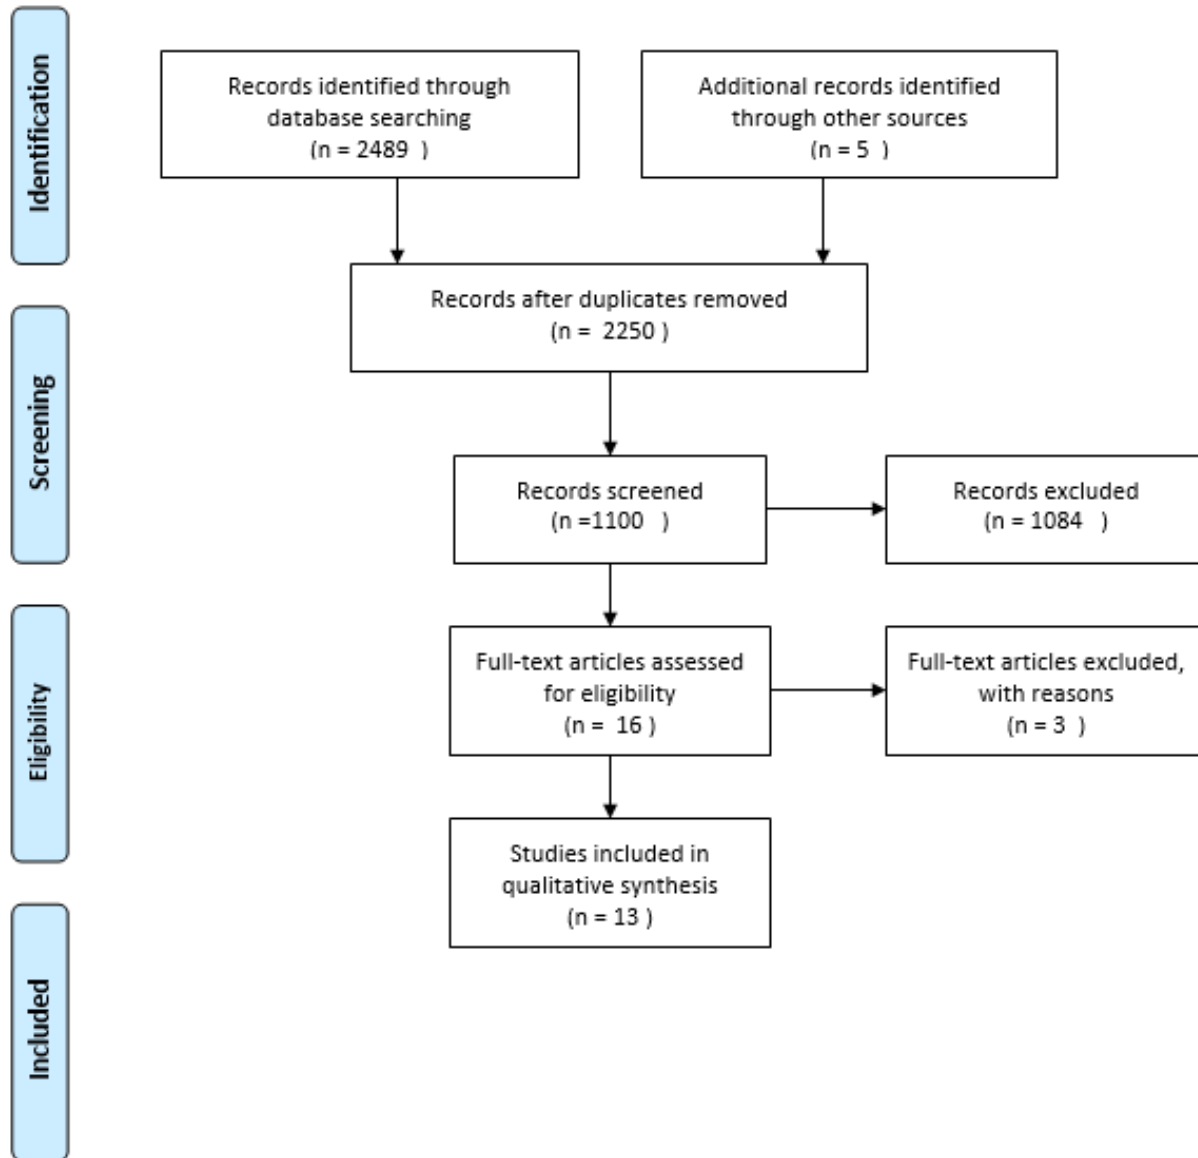 Identification
Records identified through
database searching
(n = 2489  )
Additional records identified
through other sources
(n = 5  )
Records after duplicates removed
(n =  2250 )
Screening
Records screened
(n =1100   )
Records excluded
(n = 1084   )
Eligibility
Full-text articles assessed
for eligibility
(n =  16 )
Full-text articles excluded,
with reasons
(n = 3  )
Studies included in
qualitative synthesis
(n = 13 )
Included